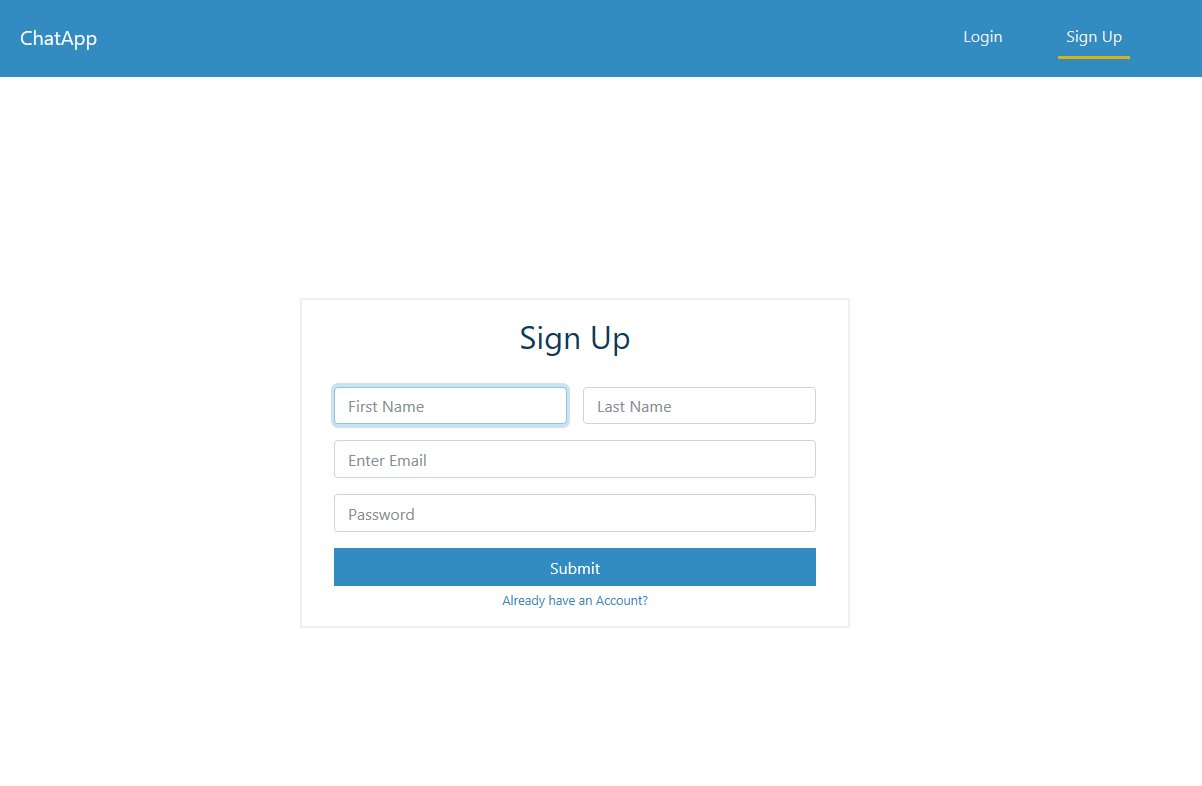 ChatApp
Login
Sign Up
Sign Up
First Name
Last Name
Enter Email
Password
Submit
Already have an Account?